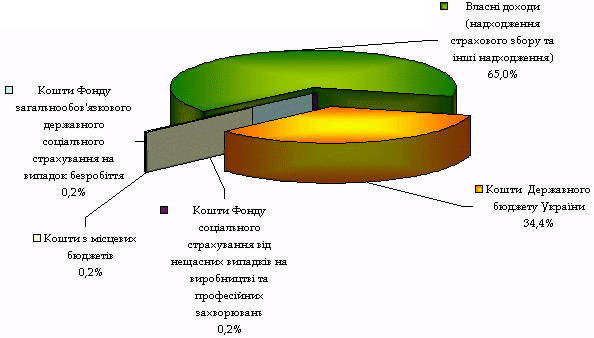 Власні доходи
(надходження
страхового збору та
інші надходження)
65,0%
Кошти Фонду
загальнообов'язкового
державного
соціального
страхування на
випадок безробіття
0,2%
Кошти з місцевих
бюджетів
0,2%
Кошти Фонду
соціального
страхування від
нещасних випадків на
виробництві та
професійних
захворювань
0,2%
Кошти Державного
бюджету України
34,4%